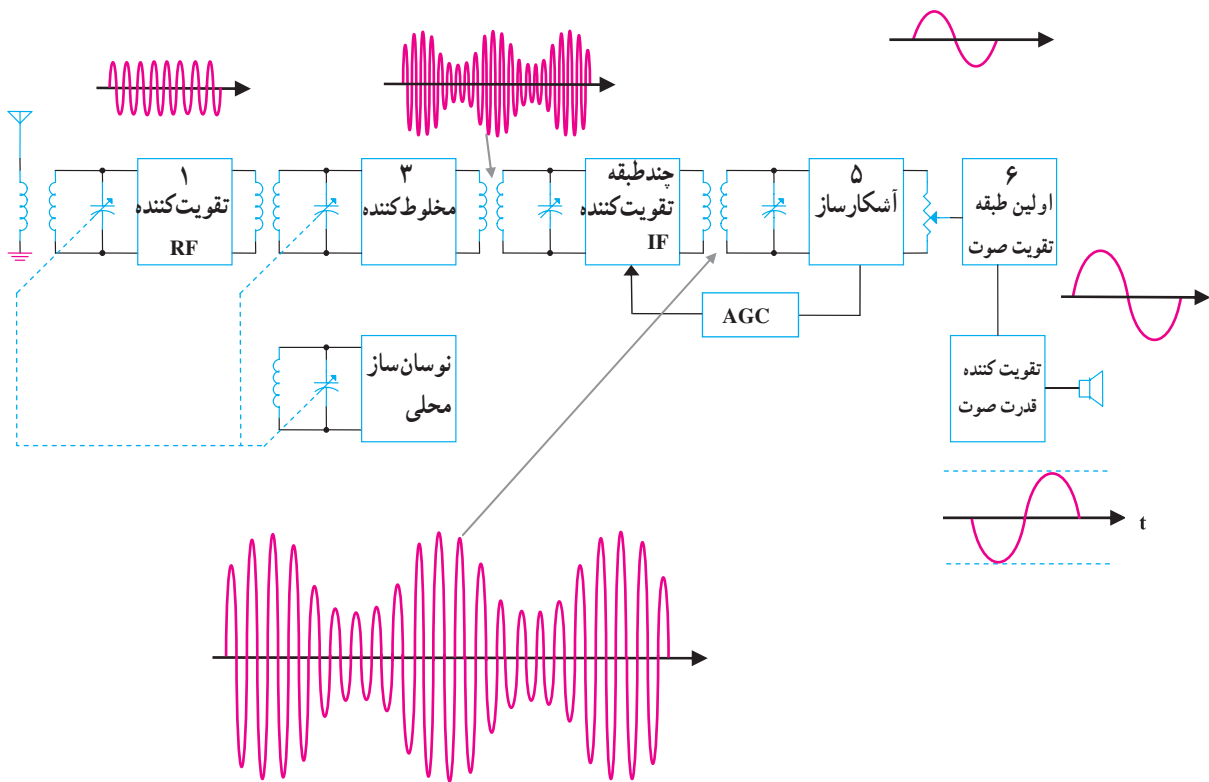 ۱
تقویت‌کننده
RF
۳
مخلوط‌کننده
چندطبقه
تقویت‌کننده
IF
۵
آشکارساز
۶
اولین طبقه
تقویت صوت
AGC
نوسان‌ساز
محلی
تقویت کننده
قدرت صوت
t